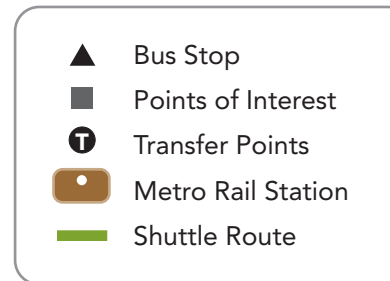 Bus Stop
Points of Interest
T Transfer Points
Metro Rail Station
Shuttle Route